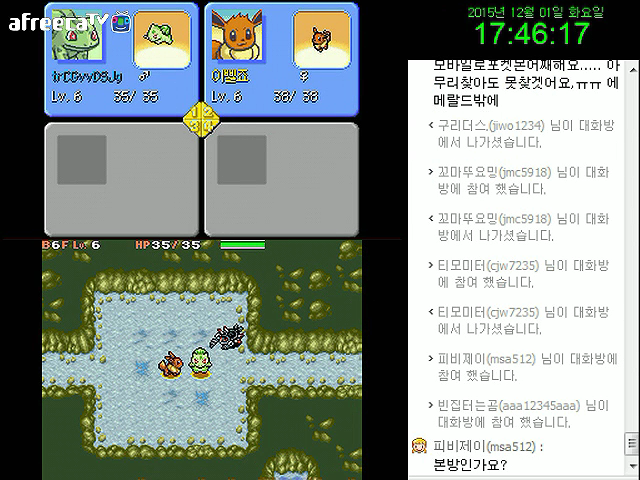 afreecaTV
2015년 12월 01일 화요일
17:46:17
Lv. 6 35/ 35
이벨죠
Lv. 6 38/ 38
1 2
3 4
B6F Lv. 6 HP35/ 35
모바일로포켓몬어째해요..... 아
무리찾아도 못찾겟어요,ㅠㅠ 에
메랄드밖에
구리더스.(jiwo1234) 님이 대화방
에서 나가셨습니다.
꼬마뚜요밍(jmc5918) 님이 대화
방에 참여 했습니다.
꼬마뚜요밍(jmc5918) 님이 대화
방에서 나가셨습니다.
티모미터(cjw7235) 님이 대화방
에 참여 했습니다.
티모미터(cjw7235) 님이 대화방
에서 나가셨습니다.
피비제이(msa512) 님이 대화방에
참여 했습니다.
빈집터는곰(aaa12345aaa) 님이
대화방에 참여 했습니다.
피비제이(msa512) :
본방인가요?